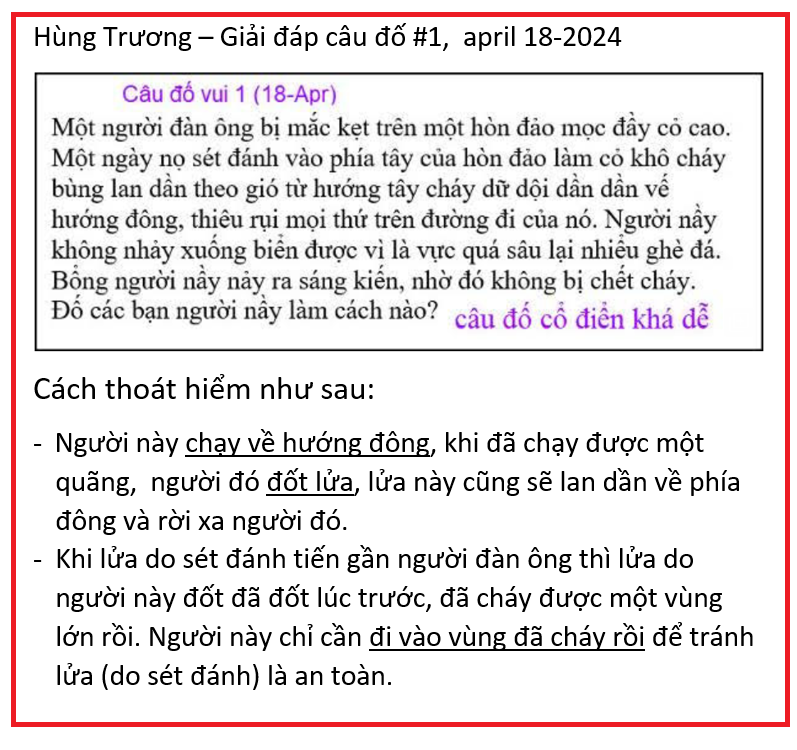 Hùng Trương – Giải đáp câu đố #1,  april 18-2024
Câu đố vui 1 (18-Apr)
Một người đàn ông bị mắc kẹt trên một hòn đảo mọc đầy cỏ cao.
Một ngày nọ sét đánh vào phía tây của hòn đảo làm cỏ khô cháy
bùng lan dần theo gió từ hướng tây cháy dữ dội dần dần về
hướng đông, thiêu rụi mọi thứ trên đường đi của nó. Người nầy
không nhảy xuống biển được vì là vực quá sâu lại nhiều ghè đá.
Bổng người nầy nảy ra sáng kiến, nhờ đó không bị chết cháy.
Đố các bạn người nầy làm cách nào? câu đố cổ điển khá dễ
Cách thoát hiểm như sau:
- Người này chạy về hướng đông, khi đã chạy được một
quãng,  người đó đốt lửa, lửa này cũng sẽ lan dần về phía
đông và rời xa người đó.
- Khi lửa do sét đánh tiến gần người đàn ông thì lửa do
người này đốt đã đốt lúc trước, đã cháy được một vùng
lớn rồi. Người này chỉ cần đi vào vùng đã cháy rồi để tránh
lửa (do sét đánh) là an toàn.